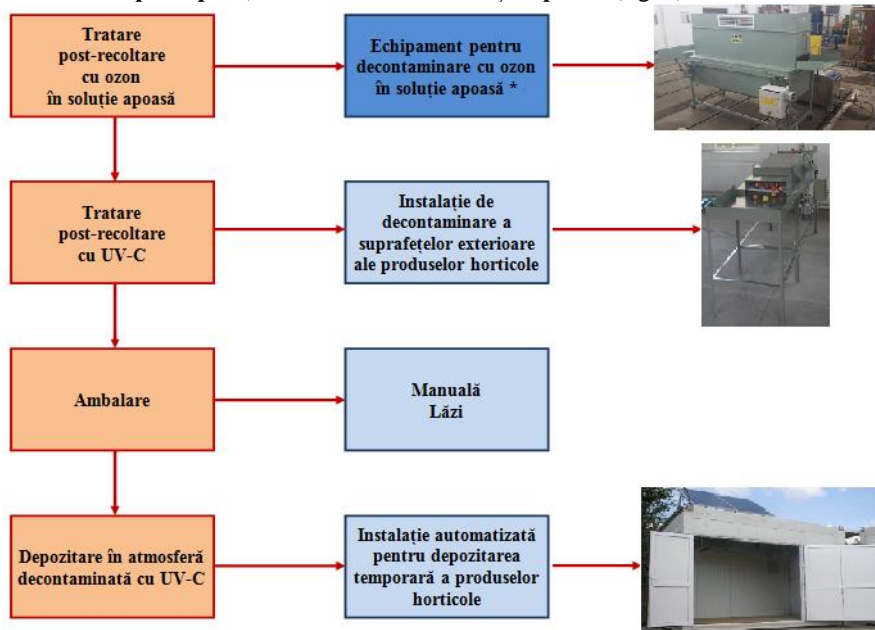 Tratare
post-recoltare
cu ozon
în soluție apoasă
Echipament pentru
decontaminare cu ozon
în soluție apoasă *
Tratare
post-recoltare
cu UV-C
Instalație de
decontaminare a
suprafețelor exterioare
ale produselor horticole
Ambalare
Manuală
Lăzi
Depozitare în atmosferă
decontaminată cu UV-C
Instalație automatizată
pentru depozitarea
temporară a produselor
horticole